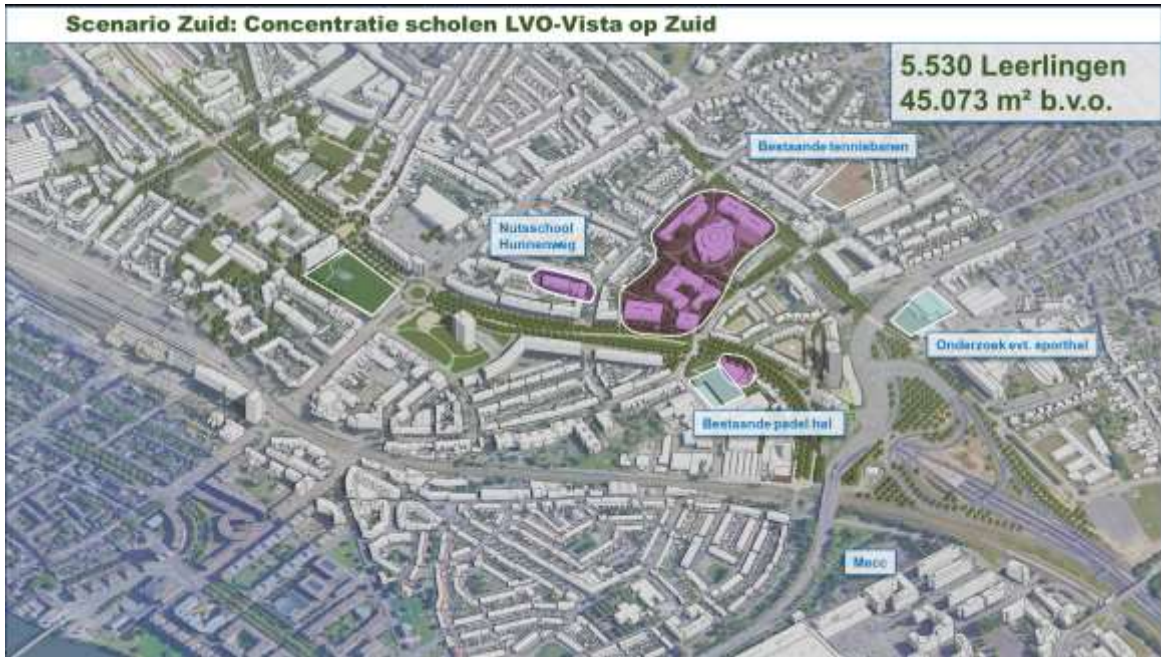 Scenario Zuid: Concentratie scholen LVO-Vista op Zuid
5.530 Leerlingen
45.073 m² b.v.o.
Bestaande tennisbanen
Nutsschool
Hunnenweg
Onderzoek evt. sporthal
Bestaande padel hal
Mecc